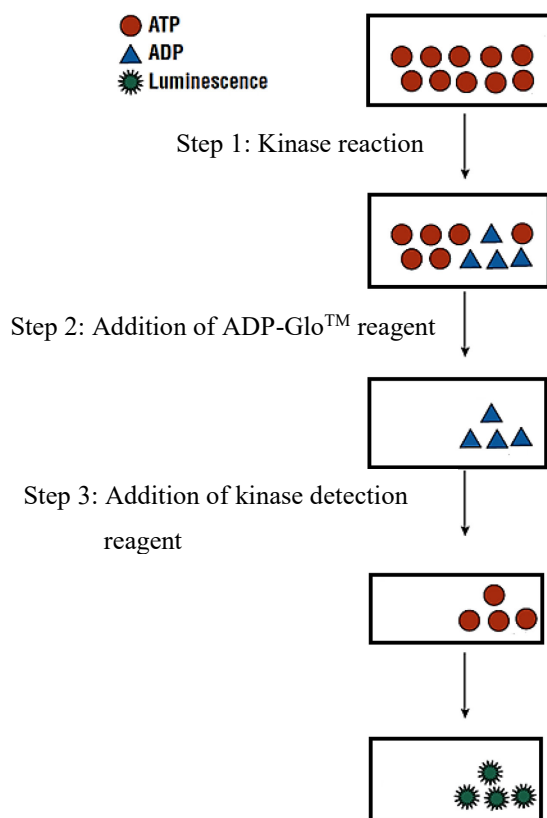 ATP
ADP
Luminescence
Step 1: Kinase reaction
Step 2: Addition of ADP-Glo™ reagent
Step 3: Addition of kinase detection
reagent